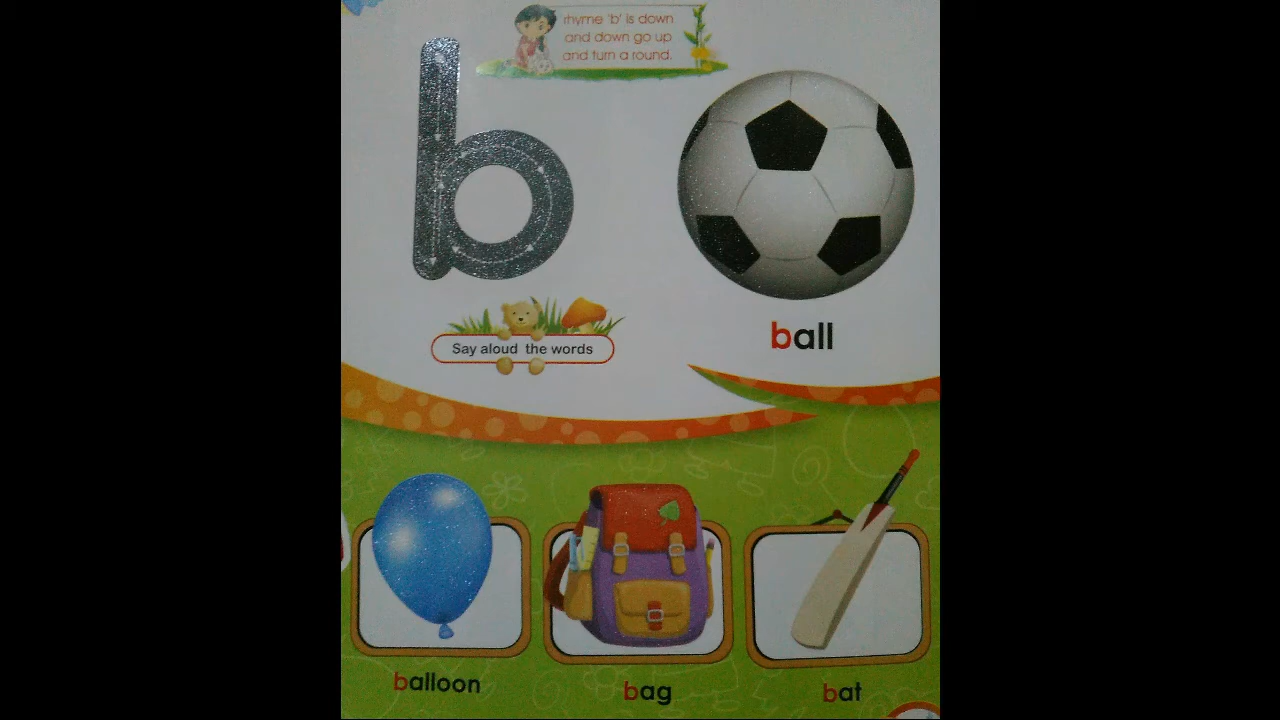 rhyme 'b' is down
and down go up
and turn a round.
b
ball
Say aloud the words
balloon
bag
bat